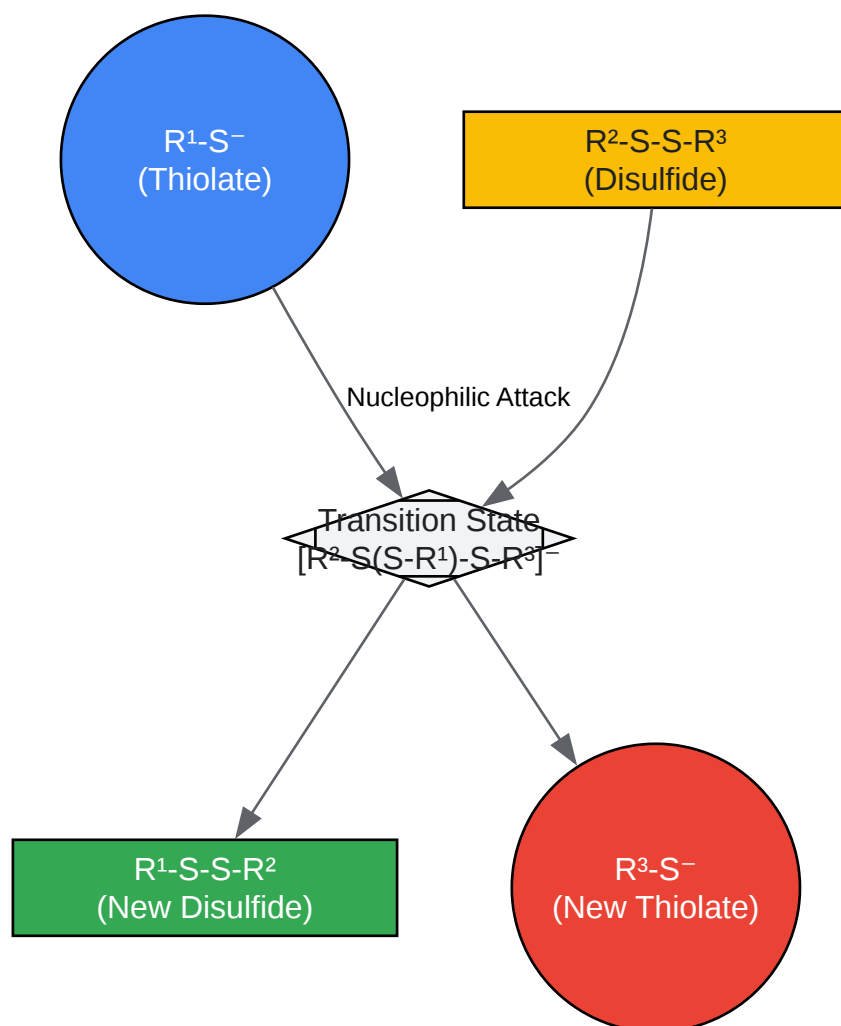 R¹-S⁻
(Thiolate)
R²-S-S-R³
(Disulfide)
Nucleophilic Attack
Transition State
[R²-S(S-R¹)-S-R³]⁻
R¹-S-S-R²
(New Disulfide)
R³-S⁻
(New Thiolate)